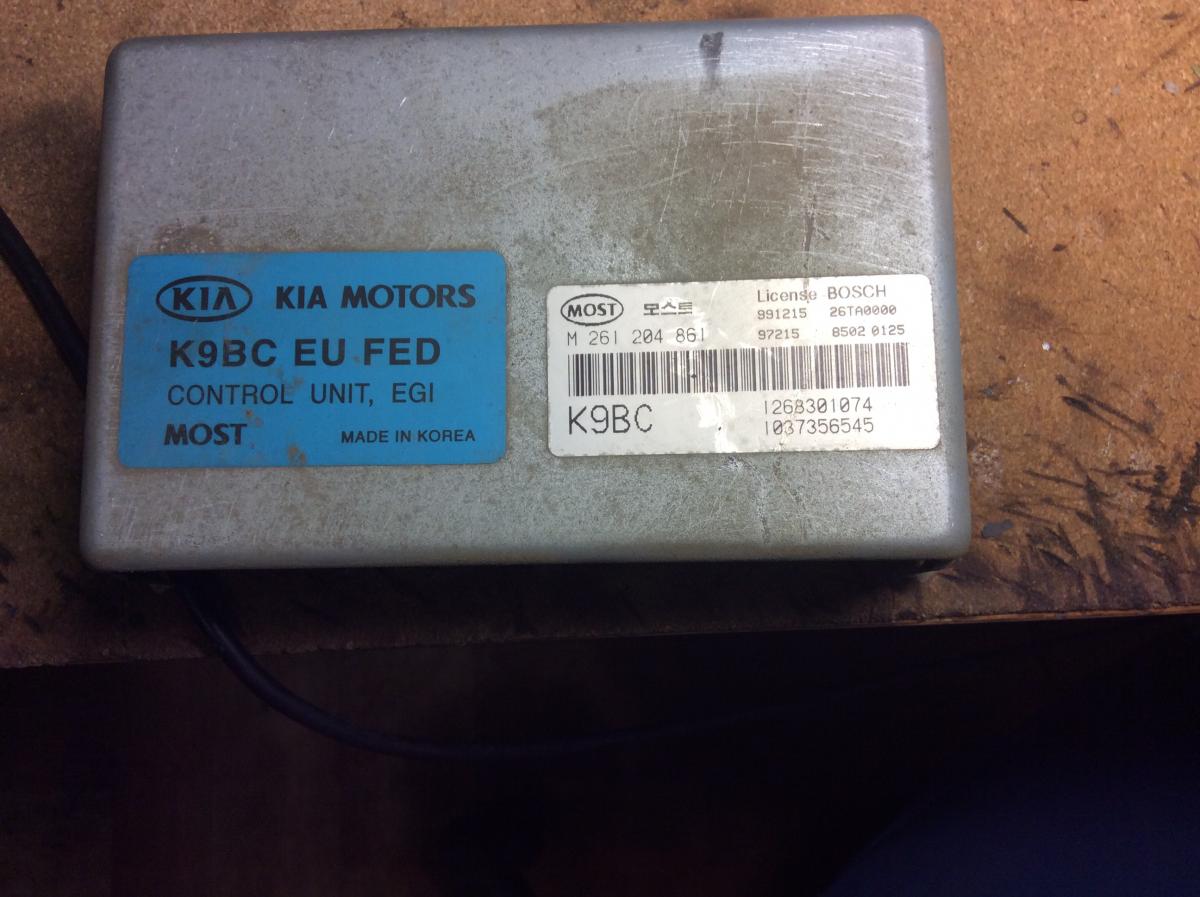 KIA KIA MOTORS
K9BC EU FED
CONTROL UNIT, EGI
MOST MADE IN KOREA
MOST 모스트 License BOSCH
991215 26TA0000
M 261 204 861 97215 8502 0125
K9BC 1268301074
1037356545